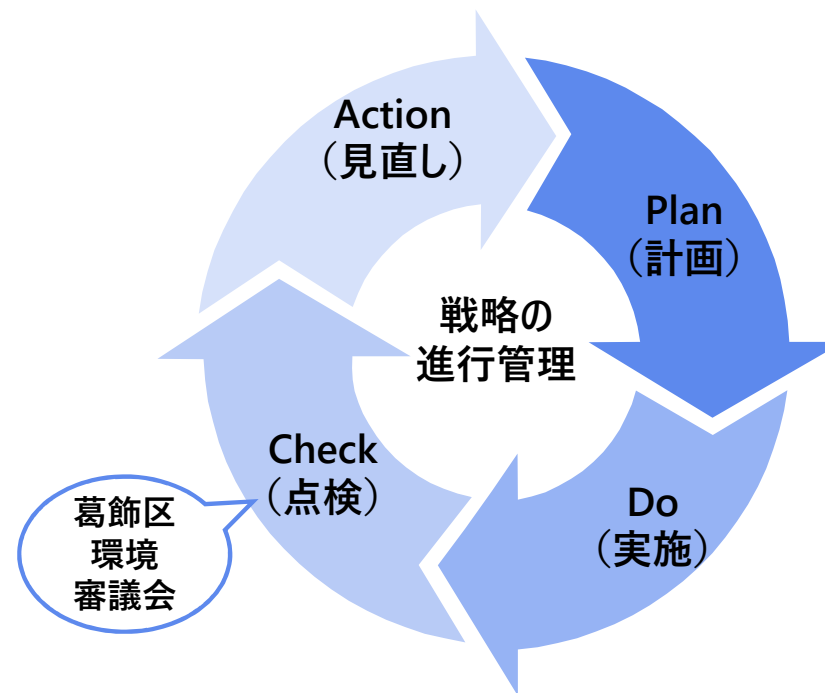 Action
（見直し）
Plan
（計画）
戦略の
進行管理
Check
（点検）
Do
（実施）
葛飾区
環境
審議会